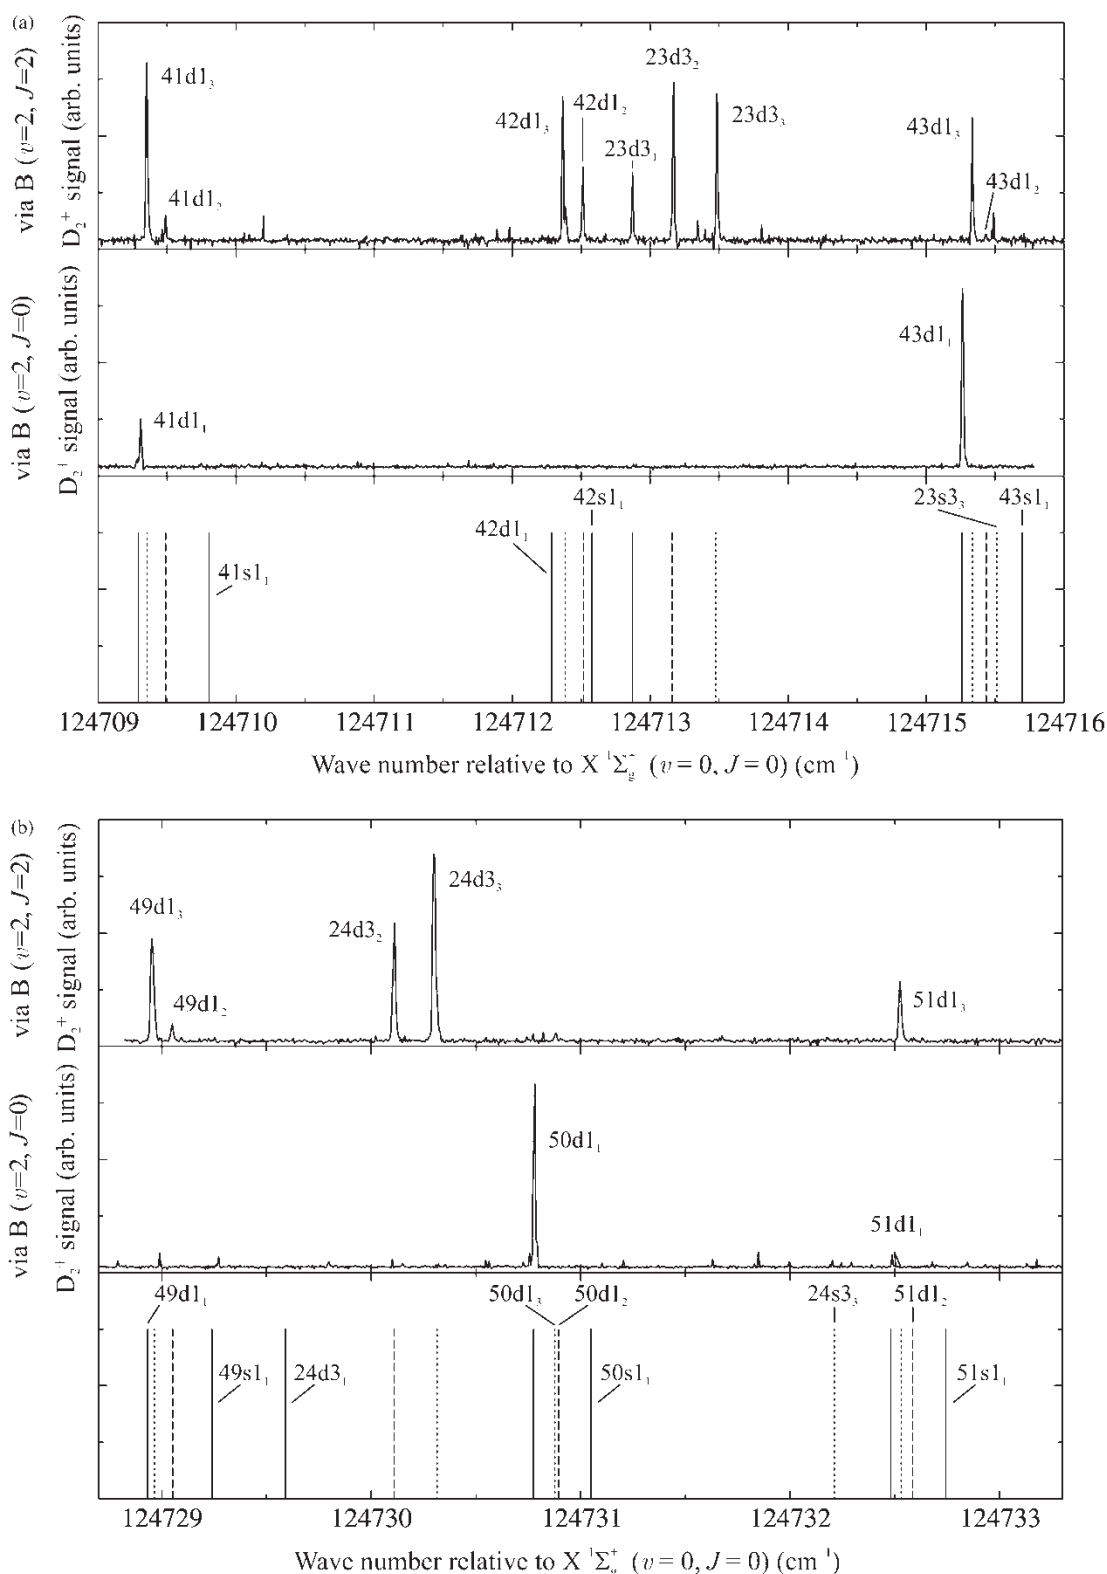 (a)
via B (v=2, J=2)
D₂⁺ signal (arb. units)
41d1₃
41d1₂
42d1₃
42d1₂
23d3₁
23d3₂
23d3₃
43d1₃
43d1₂
via B (v=2, J=0)
D₂⁺ signal (arb. units)
41d1₁
43d1₁
41s1₁
42d1₁
42s1₁
23s3₃
43s1₁
124709 124710 124711 124712 124713 124714 124715 124716
Wave number relative to X ¹Σg⁺ (v = 0, J = 0) (cm⁻¹)
(b)
via B (v=2, J=2)
D₂⁺ signal (arb. units)
49d1₃
49d1₂
24d3₂
24d3₃
51d1₃
via B (v=2, J=0)
D₂⁺ signal (arb. units)
50d1₁
51d1₁
49d1₁
49s1₁
24d3₁
50d1₃
50d1₂
50s1₁
24s3₃
51d1₂
51s1₁
124729 124730 124731 124732 124733
Wave number relative to X ¹Σg⁺ (v = 0, J = 0) (cm⁻¹)